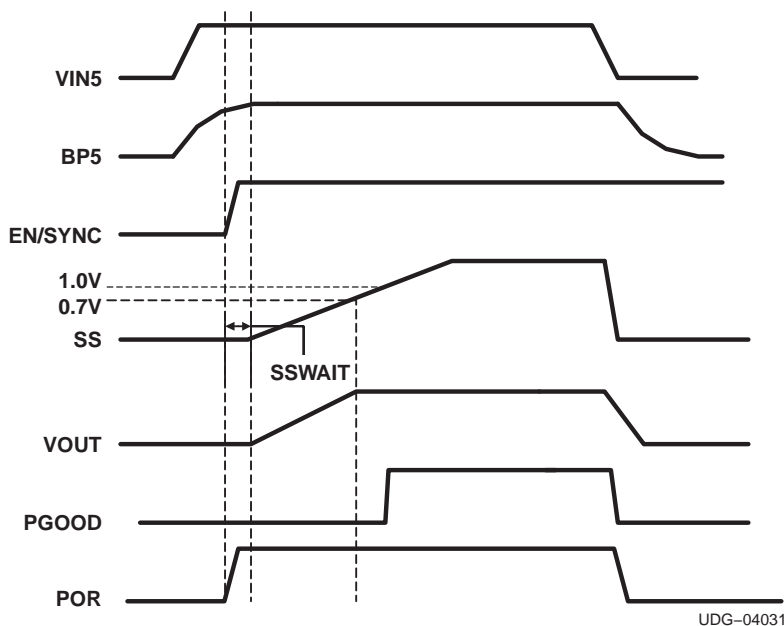 VIN5
BP5
EN/SYNC
1.0V
0.7V
SS
SSWAIT
VOUT
PGOOD
POR
UDG–04031